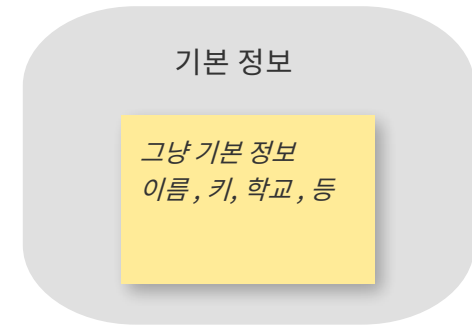 기본 정보
그냥 기본 정보
이름 , 키, 학교 , 등